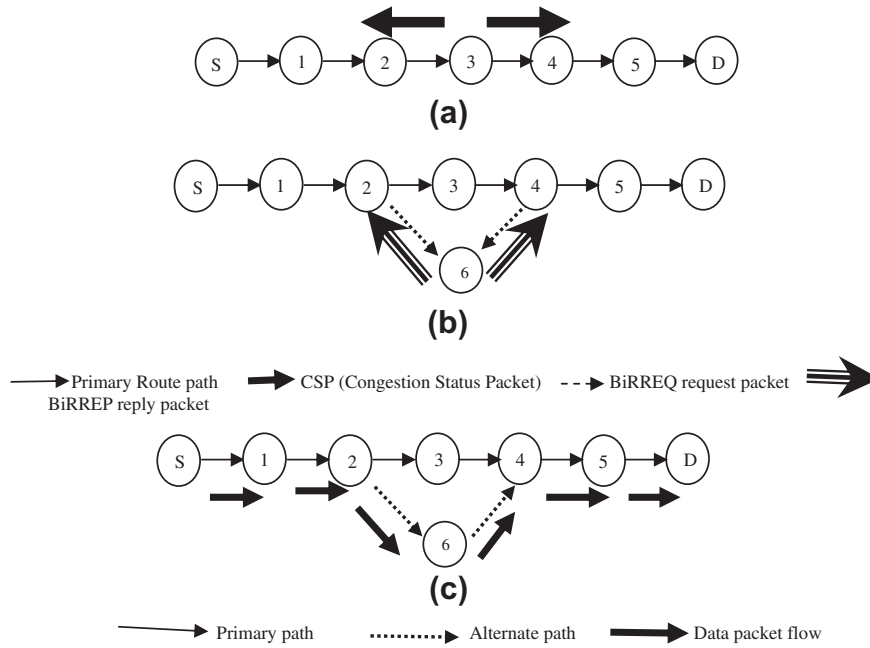 S 1 2 3 4 5 D
(a)
S 1 2 3 4 5 D
6
(b)
Primary Route path CSP (Congestion Status Packet) BiRREQ request packet
BiRREP reply packet
S 1 2 3 4 5 D
6
(c)
Primary path Alternate path Data packet flow